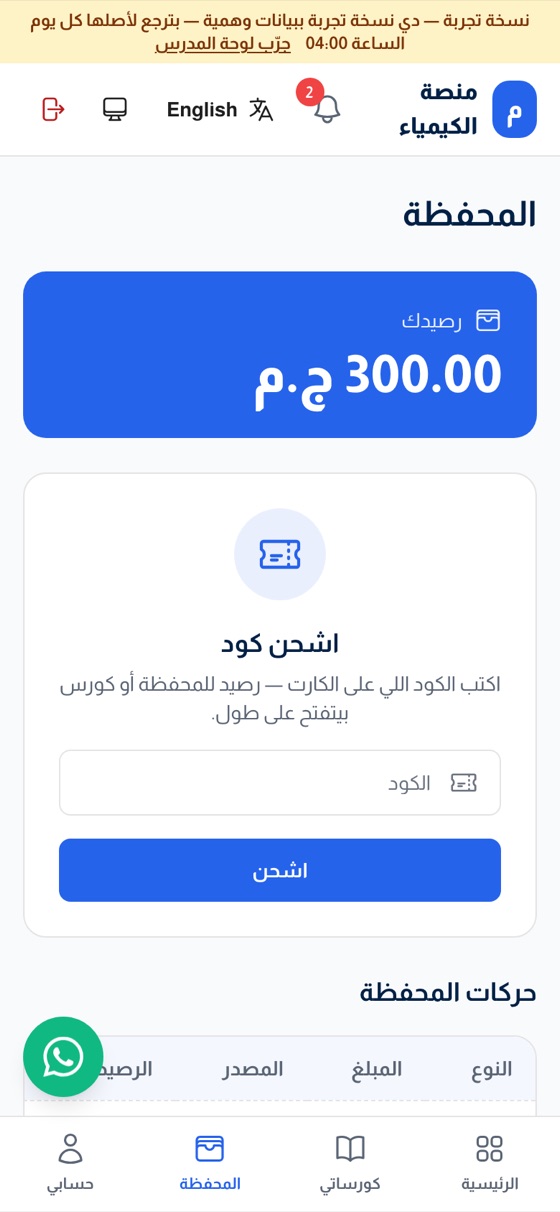 نسخة تجربة — دي نسخة تجربة ببيانات وهمية — بترجع لأصلها كل يوم
الساعة 04:00 جرّب لوحة المدرس
م
منصة
الكيمياء
2
English
المحفظة
رصيدك
300.00 ج.م
اشحن كود
اكتب الكود اللي على الكارت — رصيد للمحفظة أو كورس
بيتفتح على طول.
الكود
اشحن
حركات المحفظة
النوع المبلغ المصدر
الرئيسية كورساتي المحفظة حسابي